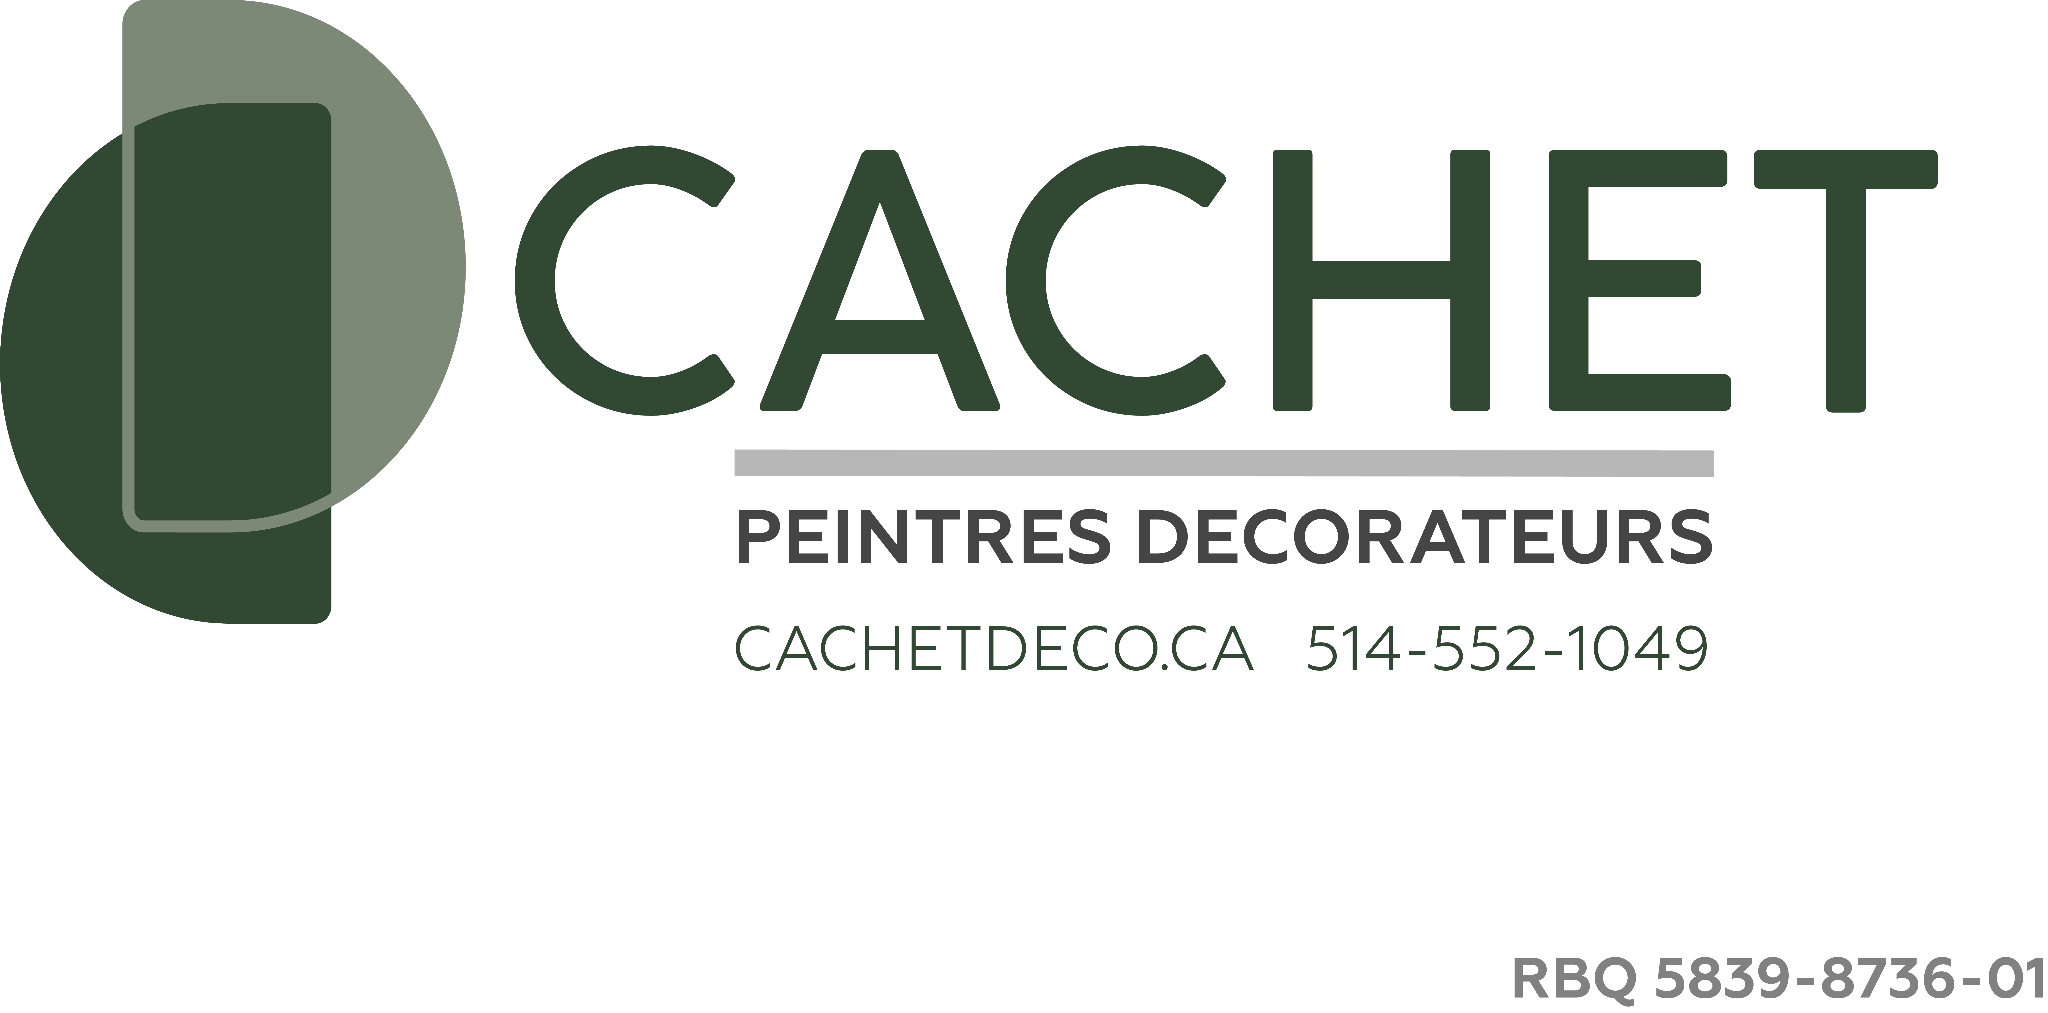 CACHET
PEINTRES DECORATEURS
CACHETDECO.CA 514-552-1049
RBQ 5839-8736-01